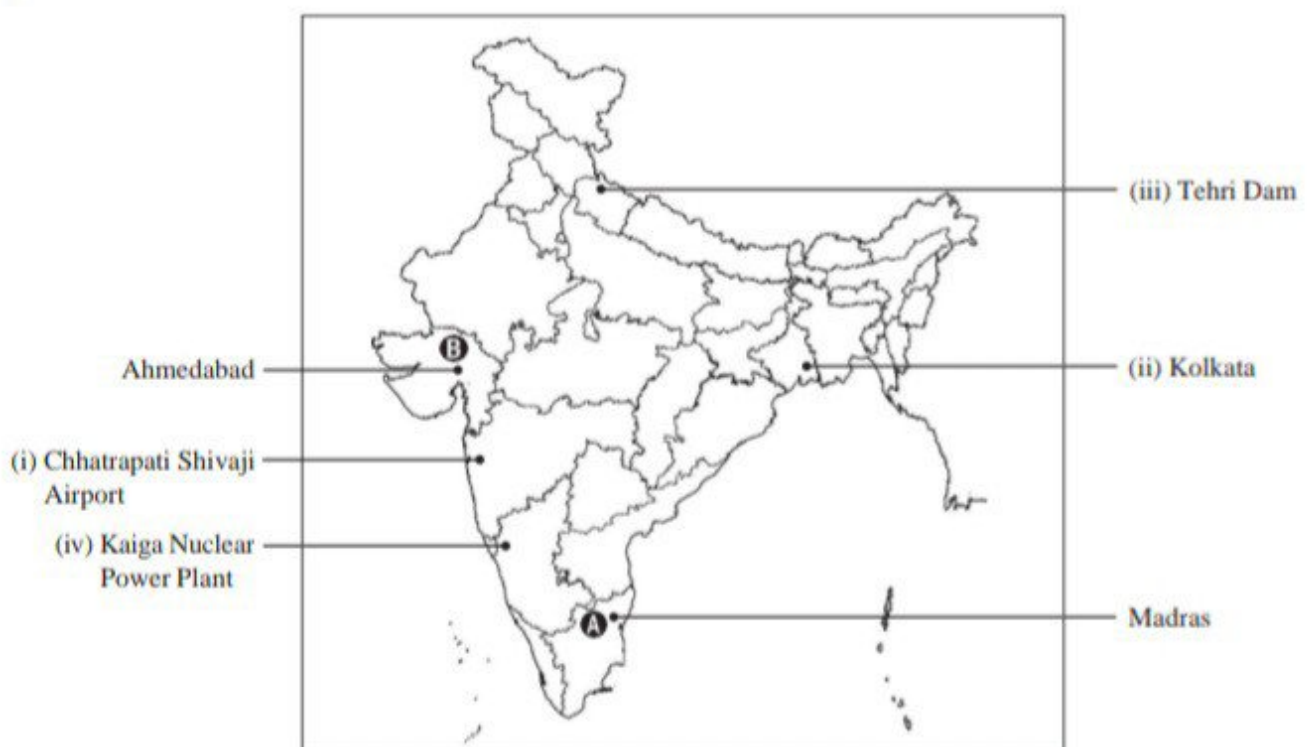 (iii) Tehri Dam
B
Ahmedabad
(ii) Kolkata
(i) Chhatrapati Shivaji
Airport
(iv) Kaiga Nuclear
Power Plant
A
Madras